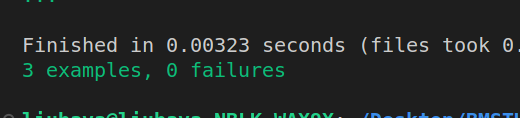 ...
Finished in 0.00323 seconds (files took 0.
3 examples, 0 failures